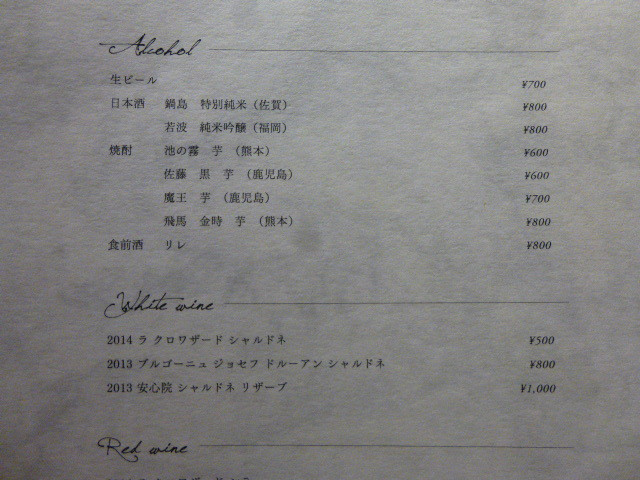 Alcohol
生ビール ¥700
日本酒 鍋島 特別純米（佐賀） ¥800
若波 純米吟醸（福岡） ¥800
焼酎 池の露 芋（熊本） ¥600
佐藤 黒 芋（鹿児島） ¥600
魔王 芋（鹿児島） ¥700
飛馬 金時 芋（熊本） ¥800
食前酒 リレ ¥800
White wine
2014 ラ クロワザード シャルドネ ¥500
2013 ブルゴーニュ ジョセフ ドルーアン シャルドネ ¥800
2013 安心院 シャルドネ リザーブ ¥1,000
Red wine